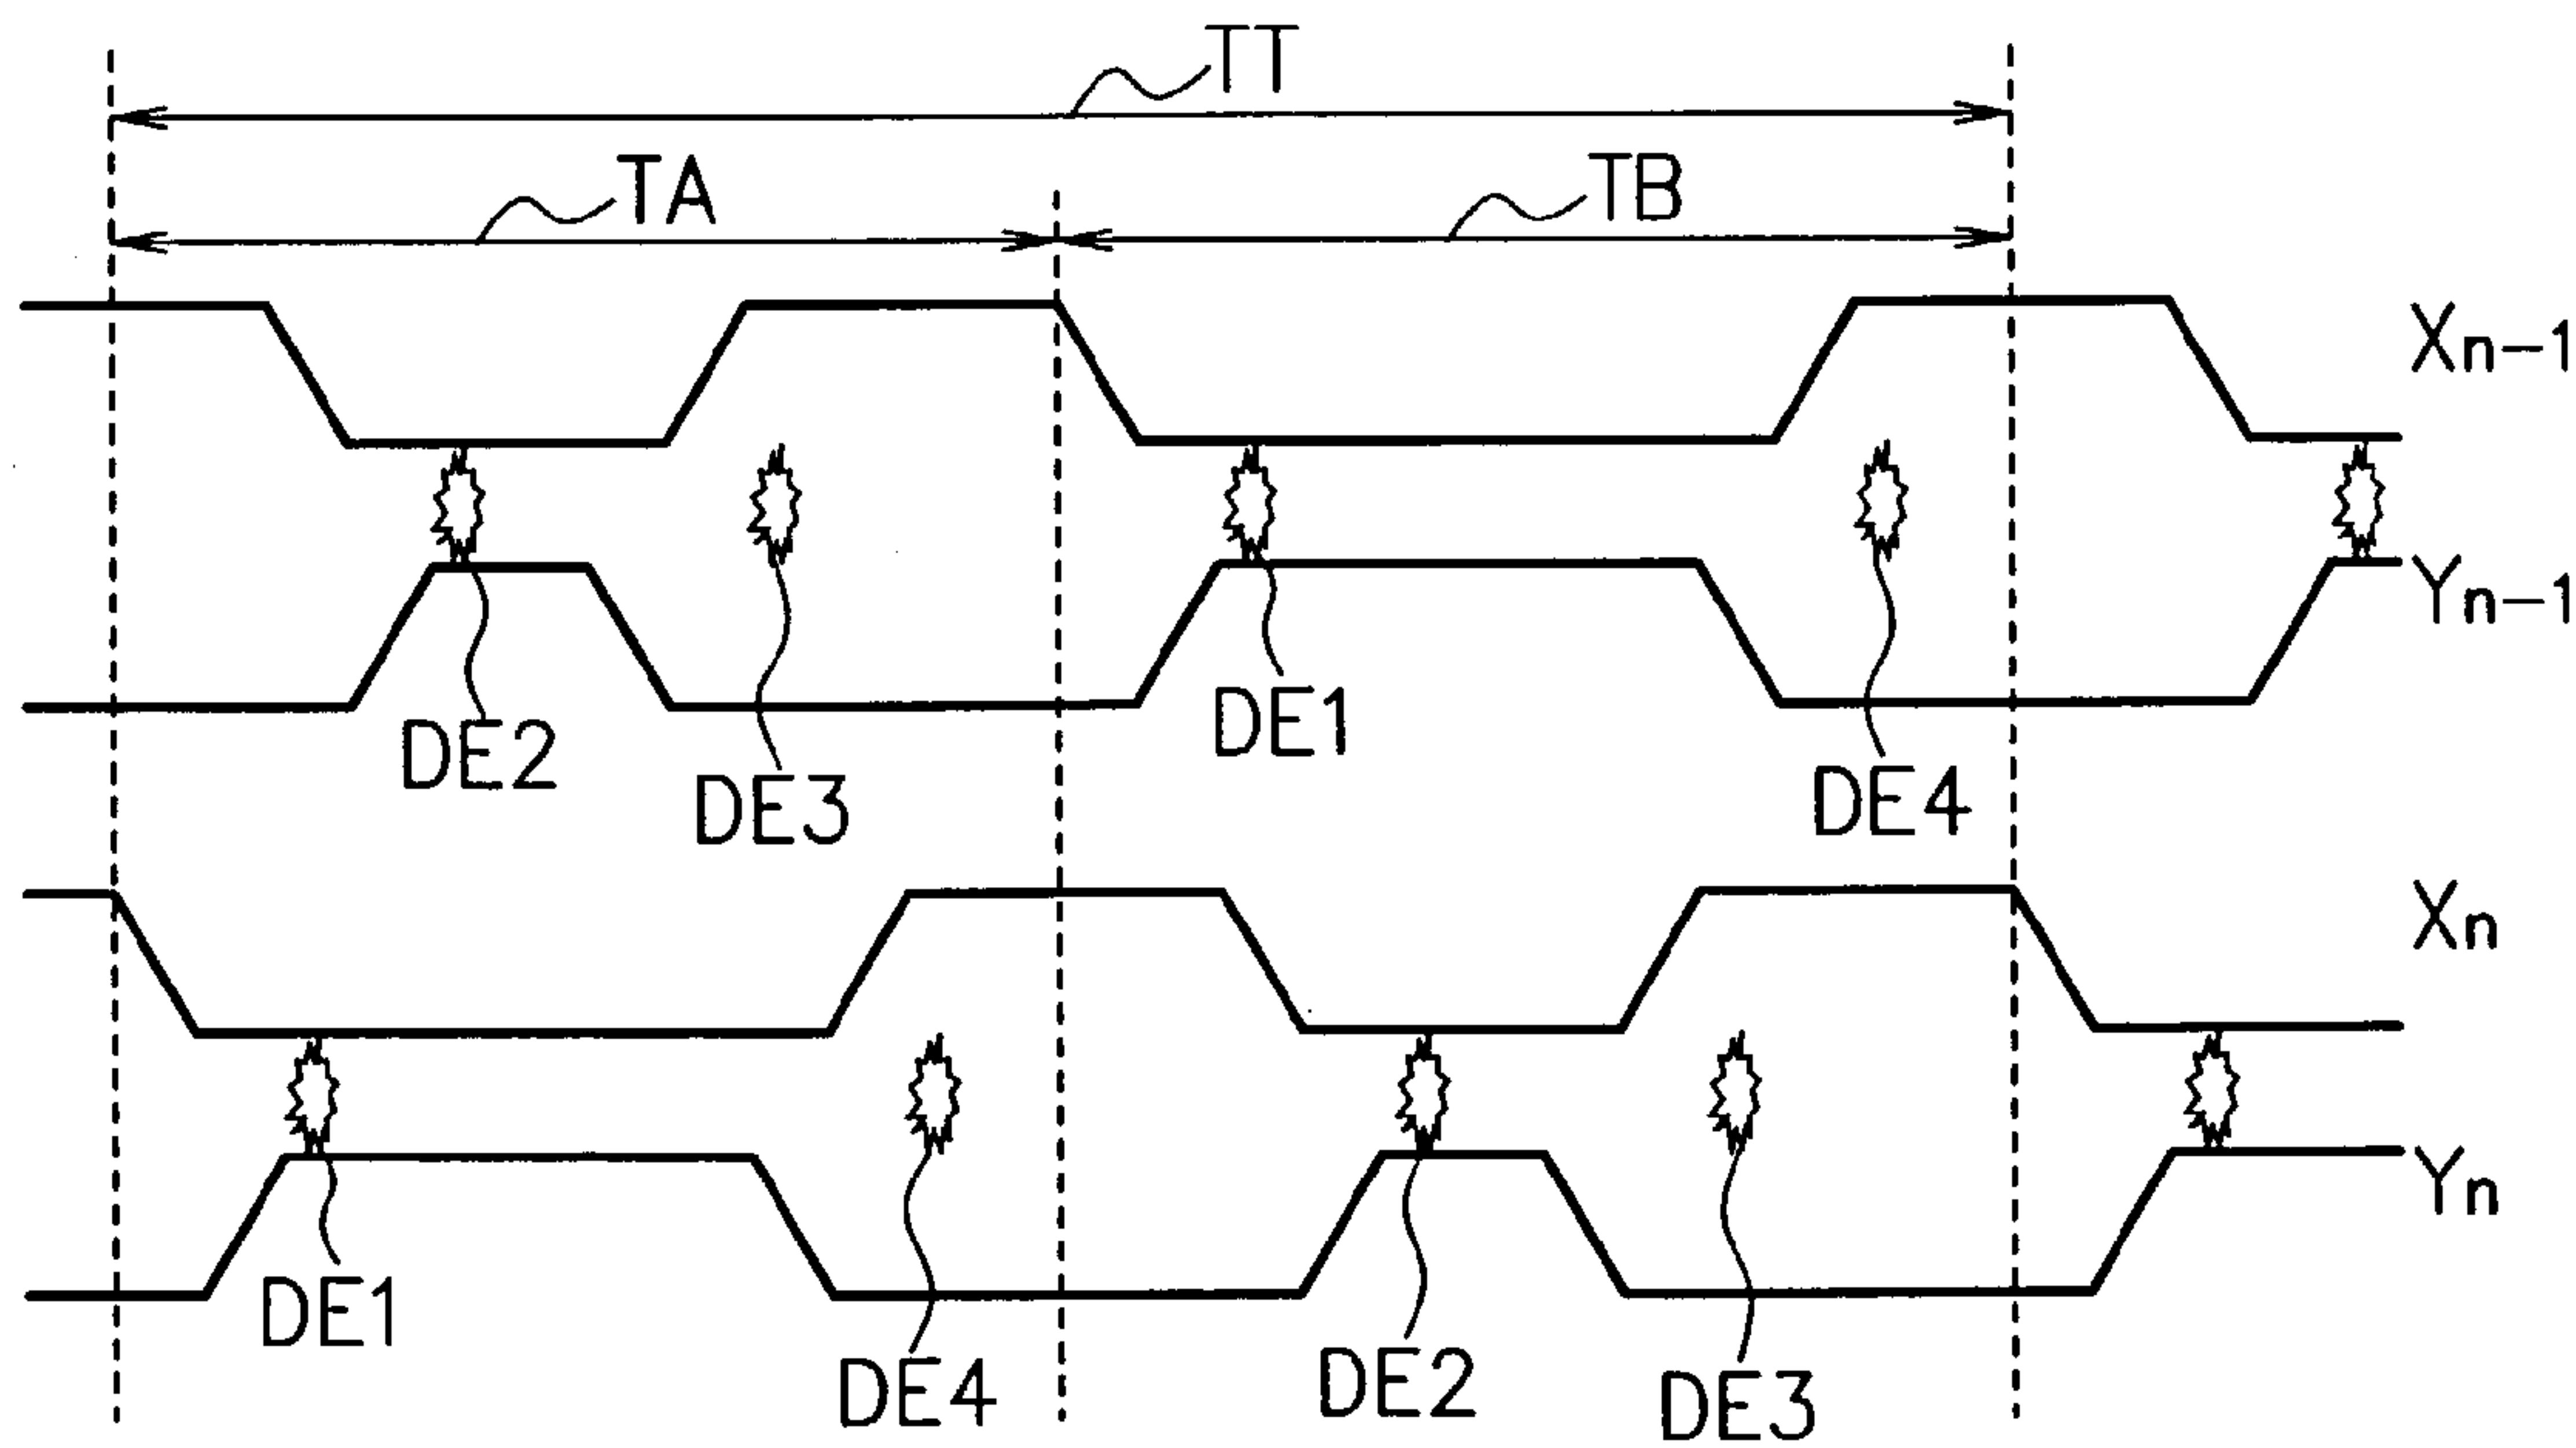 TT
TA
TB
Xn-1
Yn-1
DE2
DE3
DE1
DE4
Xn
Yn
DE1
DE4
DE2
DE3